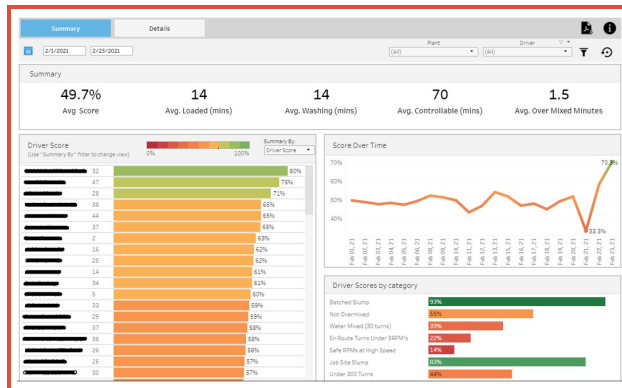 Summary
Details
2/1/2021
2/23/2021
Plant
Driver
(All)
(All)
Summary
49.7%
14
14
70
1.5
Avg Score
Avg. Loaded (mins)
Avg. Washing (mins)
Avg. Controllable (mins)
Avg. Over Mixed Minutes
Driver Score
(Use "Summary By" filter to change view)
0%
100%
Summary By:
Driver Score
32
80%
47
75%
28
71%
38
65%
44
65%
37
66%
2
63%
16
62%
25
62%
14
61%
34
61%
5
60%
33
59%
29
59%
37
58%
36
58%
26
58%
26
57%
30
57%
Score Over Time
70%
60%
50%
40%
70.3%
33.3%
Feb 01, 21
Feb 02, 21
Feb 03, 21
Feb 04, 21
Feb 05, 21
Feb 06, 21
Feb 08, 21
Feb 09, 21
Feb 10, 21
Feb 11, 21
Feb 12, 21
Feb 13, 21
Feb 15, 21
Feb 16, 21
Feb 17, 21
Feb 18, 21
Feb 19, 21
Feb 20, 21
Feb 21, 21
Feb 22, 21
Feb 23, 21
Driver Scores by category
Batched Slump
93%
Not Overmixed
55%
Water Mixed (30 turns)
39%
En Route Turns Under 3RPM's
22%
Safe RPMs at High Speed
14%
Job Site Slump
83%
Under 300 Turns
44%